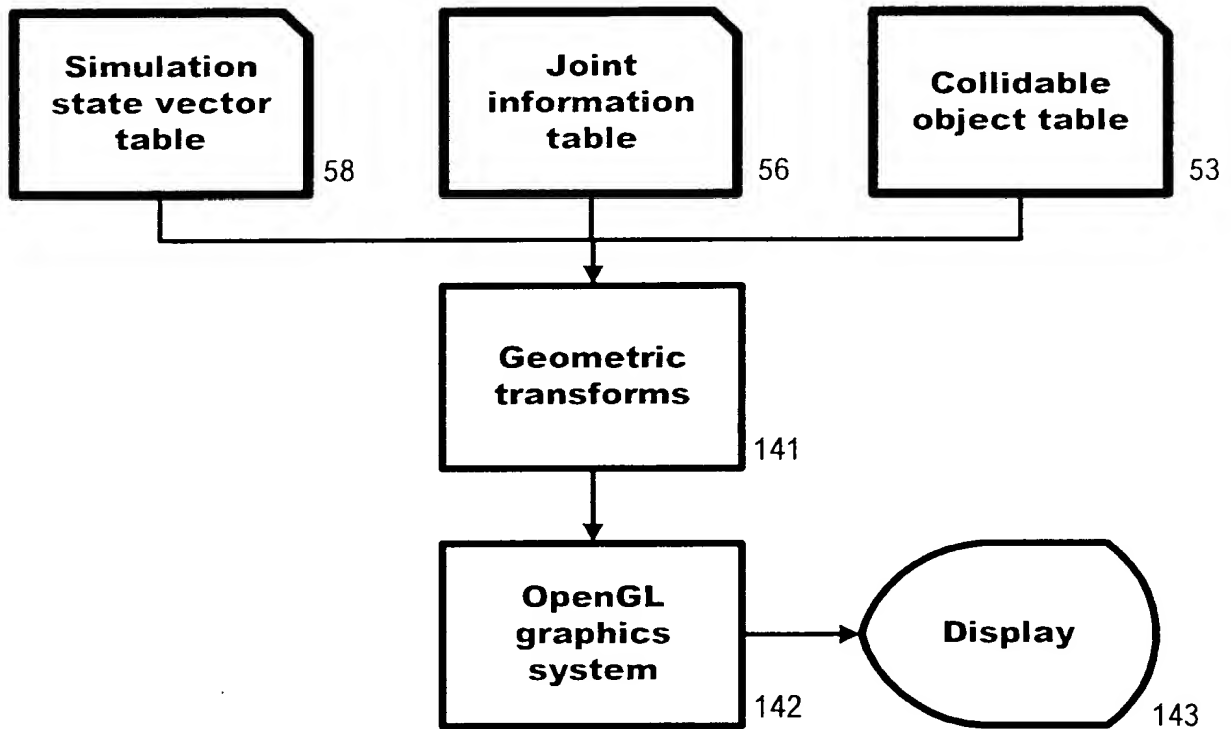 Simulation
state vector
table
58
Joint
information
table
56
Collidable
object table
53
Geometric
transforms
141
OpenGL
graphics
system
142
Display
143